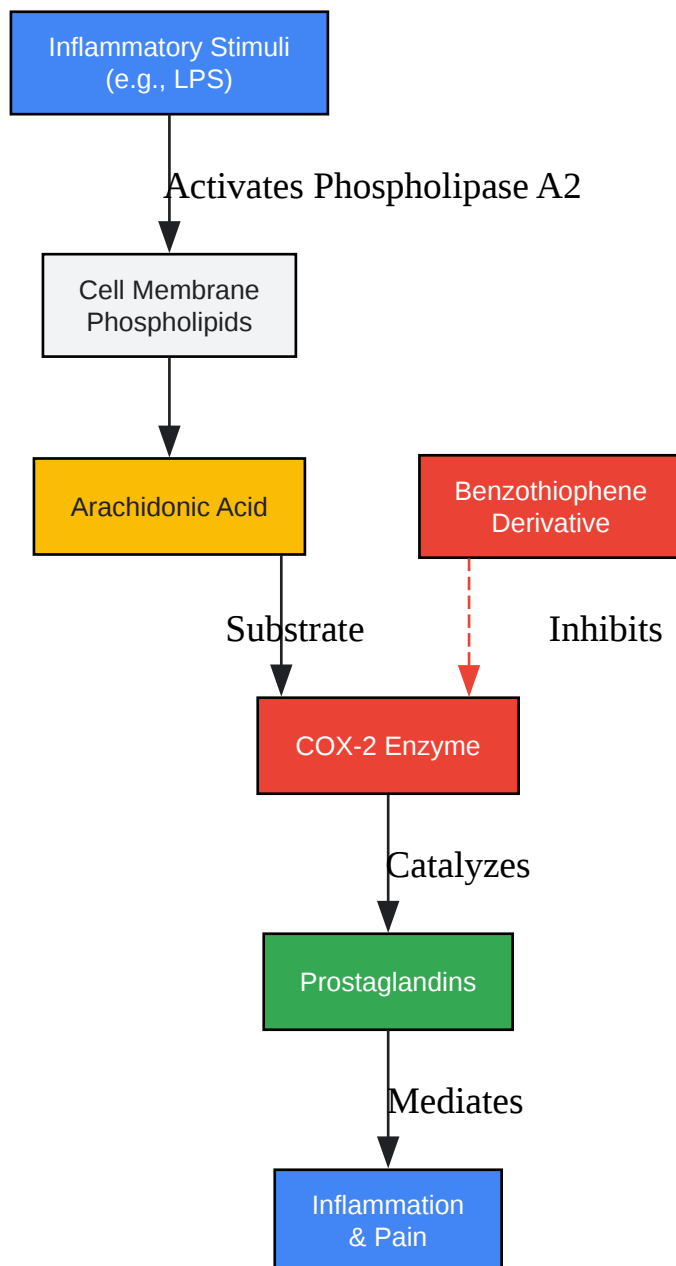 Inflammatory Stimuli
(e.g., LPS)
Activates Phospholipase A2
Cell Membrane
Phospholipids
Arachidonic Acid
Benzothiophene
Derivative
Substrate
Inhibits
COX-2 Enzyme
Catalyzes
Prostaglandins
Mediates
Inflammation
& Pain